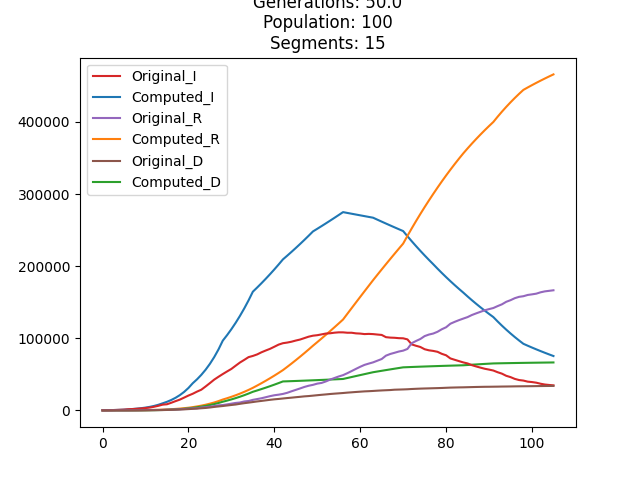 Generations: 50.0
Population: 100
Segments: 15
Original_I
Computed_I
Original_R
Computed_R
Original_D
Computed_D
400000
300000
200000
100000
0
0 20 40 60 80 100